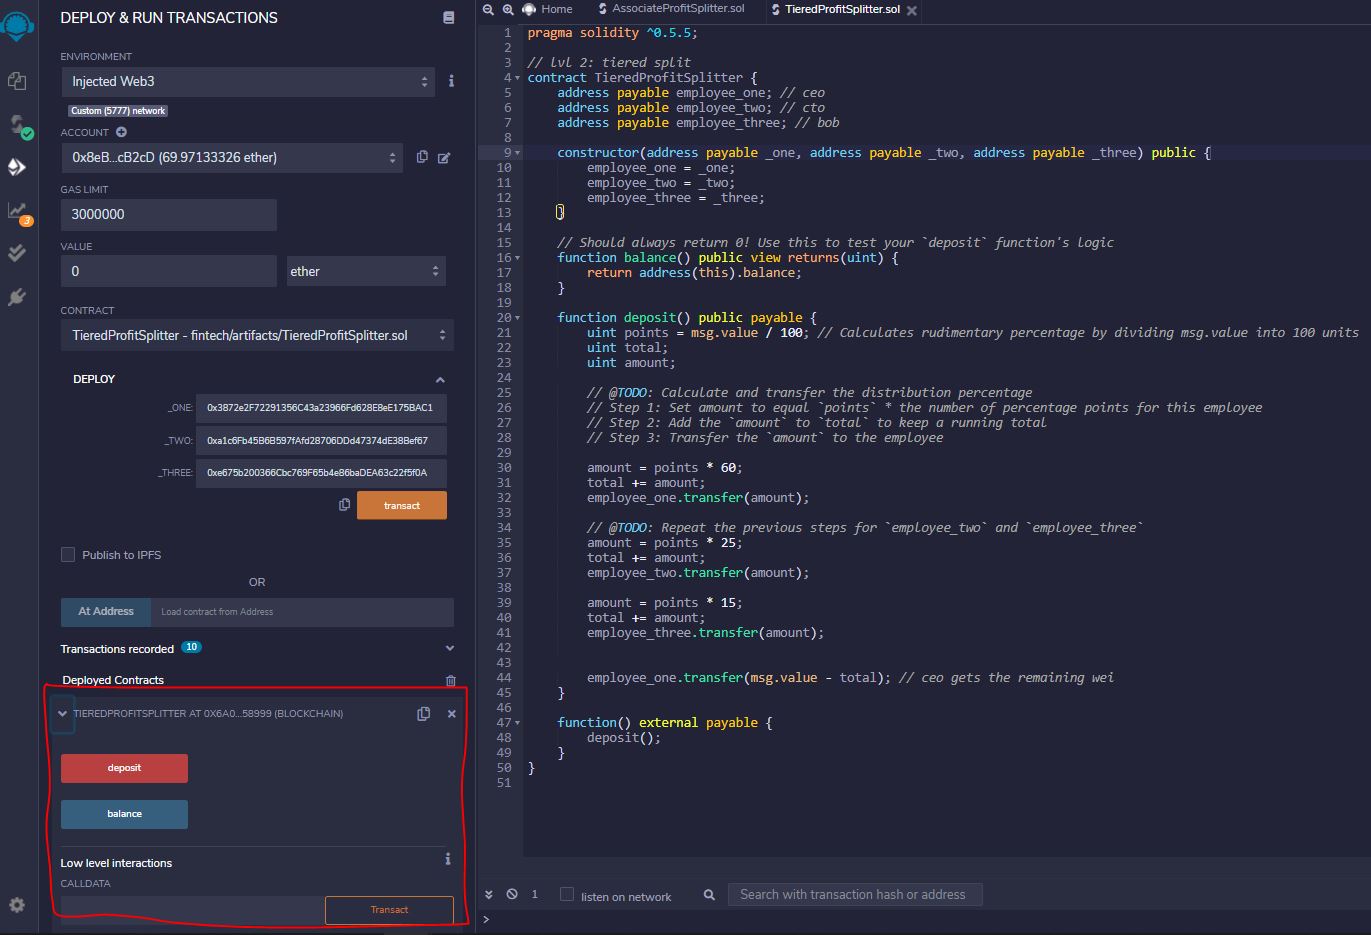 DEPLOY & RUN TRANSACTIONS
ENVIRONMENT
Injected Web3
Custom (5777) network
ACCOUNT
0x8eB...cB2cD (69.97133326 ether)
GAS LIMIT
3000000
VALUE
0
ether
CONTRACT
TieredProfitSplitter - fintech/artifacts/TieredProfitSplitter.sol
DEPLOY
_ONE: 0x3872e2F72291356C43a23966Fd628E8eE175BAC1
_TWO: 0xa1c6Fb45B6B597fAfd28706DDd47374dE38Bef67
_THREE: 0xe675b200366Cbc769F65b4e86baDEA63c22f5f0A
transact
Publish to IPFS
OR
At Address
Load contract from Address
Transactions recorded 10
Deployed Contracts
TIEREDPROFITSPLITTER AT 0X6A0...58999 (BLOCKCHAIN)
deposit
balance
Low level interactions
CALLDATA
Transact
3
Home
AssociateProfitSplitter.sol
TieredProfitSplitter.sol
1 pragma solidity ^0.5.5;
2
3 // lvl 2: tiered split
4 contract TieredProfitSplitter {
5 address payable employee_one; // ceo
6 address payable employee_two; // cto
7 address payable employee_three; // bob
8
9 constructor(address payable _one, address payable _two, address payable _three) public {
10 employee_one = _one;
11 employee_two = _two;
12 employee_three = _three;
13 }
14
15 // Should always return 0! Use this to test your `deposit` function's logic
16 function balance() public view returns(uint) {
17 return address(this).balance;
18 }
19
20 function deposit() public payable {
21 uint points = msg.value / 100; // Calculates rudimentary percentage by dividing msg.value into 100 units
22 uint total;
23 uint amount;
24
25 // @TODO: Calculate and transfer the distribution percentage
26 // Step 1: Set amount to equal `points` * the number of percentage points for this employee
27 // Step 2: Add the `amount` to `total` to keep a running total
28 // Step 3: Transfer the `amount` to the employee
29
30 amount = points * 60;
31 total += amount;
32 employee_one.transfer(amount);
33
34 // @TODO: Repeat the previous steps for `employee_two` and `employee_three`
35 amount = points * 25;
36 total += amount;
37 employee_two.transfer(amount);
38
39 amount = points * 15;
40 total += amount;
41 employee_three.transfer(amount);
42
43
44 employee_one.transfer(msg.value - total); // ceo gets the remaining wei
45 }
46
47 function() external payable {
48 deposit();
49 }
50 }
51
1
listen on network
Search with transaction hash or address
>